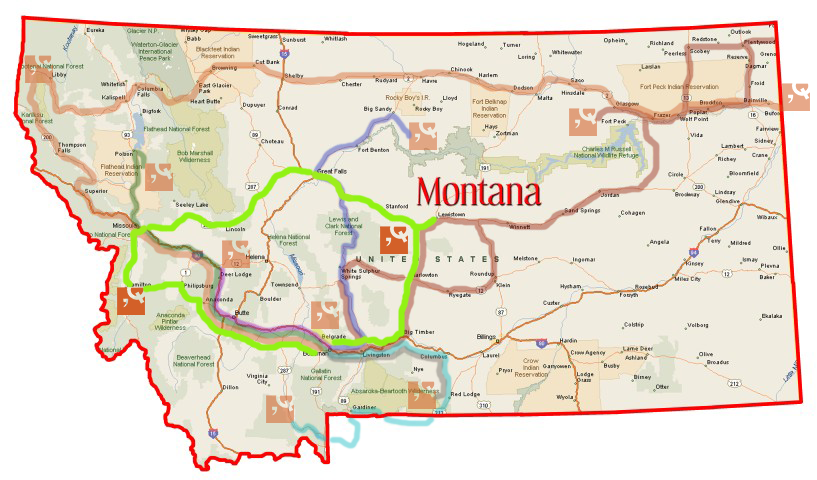 Eureka
Glacier N.P.
Babb
Sweetgrass
Sunburst
Whitlash
Kootenay
Waterton-Glacier
International
Peace Park
Blackfeet Indian
Reservation
Cut Bank
Browning
Shelby
Libby
National Forest
Whitefish
Columbia
Falls
Kalispell
East Glacier
Park
Heart Butte
Dupuyer
Conrad
Bigfork
Flathead National Forest
Bob Marshall
Wilderness
Choteau
Thompson
Falls
Polson
Flathead Indian
Reservation
Superior
Seeley Lake
Missoula
Lincoln
Great Falls
Fort Benton
Big Sandy
Chester
Rudyard
Havre
Rocky Boy's I.R.
Rocky Boy
Lloyd
Chinook
Harlem
Hogeland
Turner
Loring
Whitewater
Opheim
Richland
Peerless
Redstone
Outlook
Scobey
Plentywood
Reserve
Dagmar
Froid
Antelope
Grenora
Fort Belknap
Indian
Reservation
Hays
Zortman
Dodson
Malta
Saco
Hinsdale
Glasgow
Fort Peck
Larslan
Fort Peck Indian Reservation
Frazer
Wolf Point
Poplar
Brockton
Bainville
Buford
Fairview
Sidney
Vida
Lambert
Richey
Crane
Circle
Bloomfield
Brookside
Lindsay
Glendive
Charles M Russell
National Wildlife Refuge
Montana
Stanford
Lewistown
Winnett
Sand Springs
Jordan
Cohagen
Wibaux
Fallon
Terry
Mildred
Ollie
Angela
Kinsey
Ismay
Plevna
Baker
Miles City
Rosebud
Forsyth
Hysham
Custer
Ingomar
Melstone
Roundup
Klein
Ryegate
Harlowton
Lewis and
Clark National
Forest
UNITED STATES
White Sulphur
Springs
Helena National
Forest
Helena
Missouri
Townsend
Boulder
Deer Lodge
Philipsburg
Hamilton
Anaconda
Butte
Anaconda
Pintlar
Wilderness
Beaverhead
National
Forest
Virginia
City
Dillon
Belgrade
Bozeman
Livingston
Big Timber
Columbus
Laurel
Billings
Hardin
Crow Agency
Crow
Indian
Reservation
Pryor
Garryowen
Lodge
Grass
Wyola
Busby
Lame Deer
Ashland
Birney
Otter
Colstrip
Volborg
Olive
Broadus
Ekalaka
Gallatin
National Forest
Absaroka-Beartooth Wilderness
Nye
Gardiner
Red Lodge